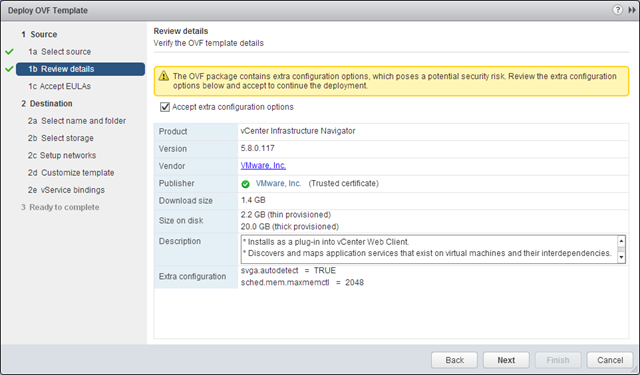 Deploy OVF Template
1 Source
1a Select source
1b Review details
1c Accept EULAs
2 Destination
2a Select name and folder
2b Select storage
2c Setup networks
2d Customize template
2e vService bindings
3 Ready to complete
Review details
Verify the OVF template details
The OVF package contains extra configuration options, which poses a potential security risk. Review the extra configuration
options below and accept to continue the deployment.
Accept extra configuration options
Product vCenter Infrastructure Navigator
Version 5.8.0.117
Vendor VMware, Inc.
Publisher VMware, Inc. (Trusted certificate)
Download size 1.4 GB
Size on disk 2.2 GB (thin provisioned)
20.0 GB (thick provisioned)
Description * Installs as a plug-in into vCenter Web Client.
* Discovers and maps application services that exist on virtual machines and their interdependencies.
Extra configuration svga.autodetect = TRUE
sched.mem.maxmemctl = 2048
Back Next Finish Cancel